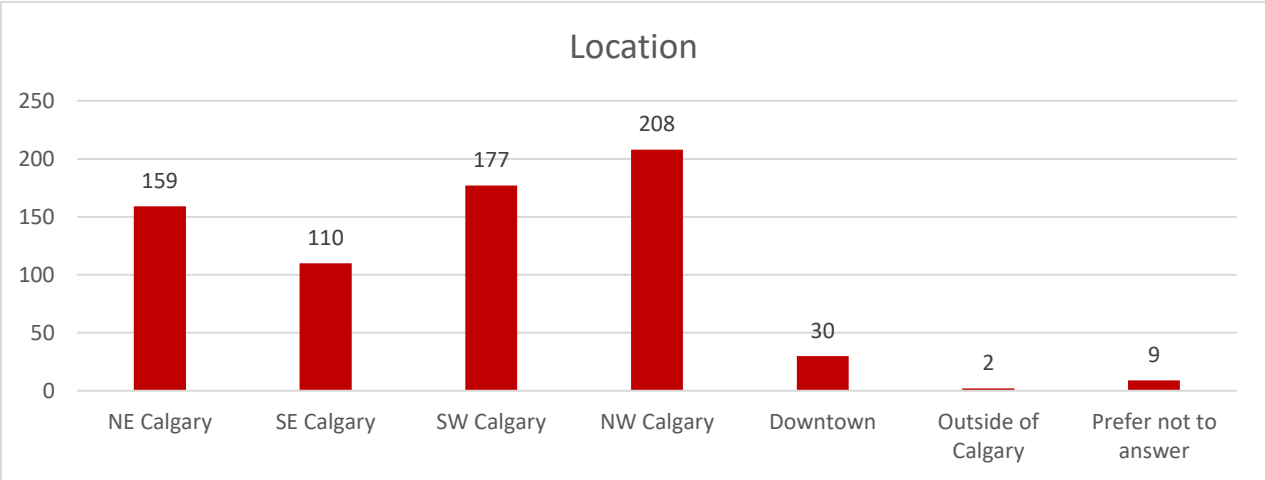 Location
250
200
150
100
50
0
159
110
177
208
30
2
9
NE Calgary
SE Calgary
SW Calgary
NW Calgary
Downtown
Outside of
Calgary
Prefer not to
answer